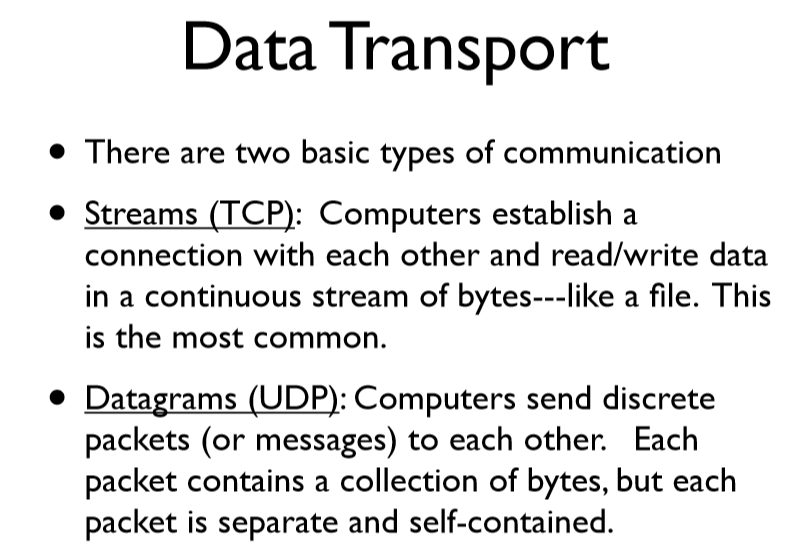 Data Transport
• There are two basic types of communication
• Streams (TCP):  Computers establish a
connection with each other and read/write data
in a continuous stream of bytes---like a file. This
is the most common.
• Datagrams (UDP): Computers send discrete
packets (or messages) to each other.   Each
packet contains a collection of bytes, but each
packet is separate and self-contained.